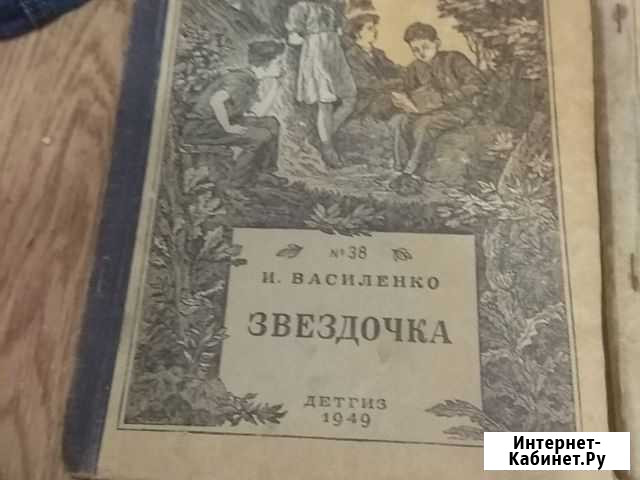 № 38
И. ВАСИЛЕНКО
ЗВЕЗДОЧКА
ДЕТГИЗ
1949
Интернет-
Кабинет.Ру